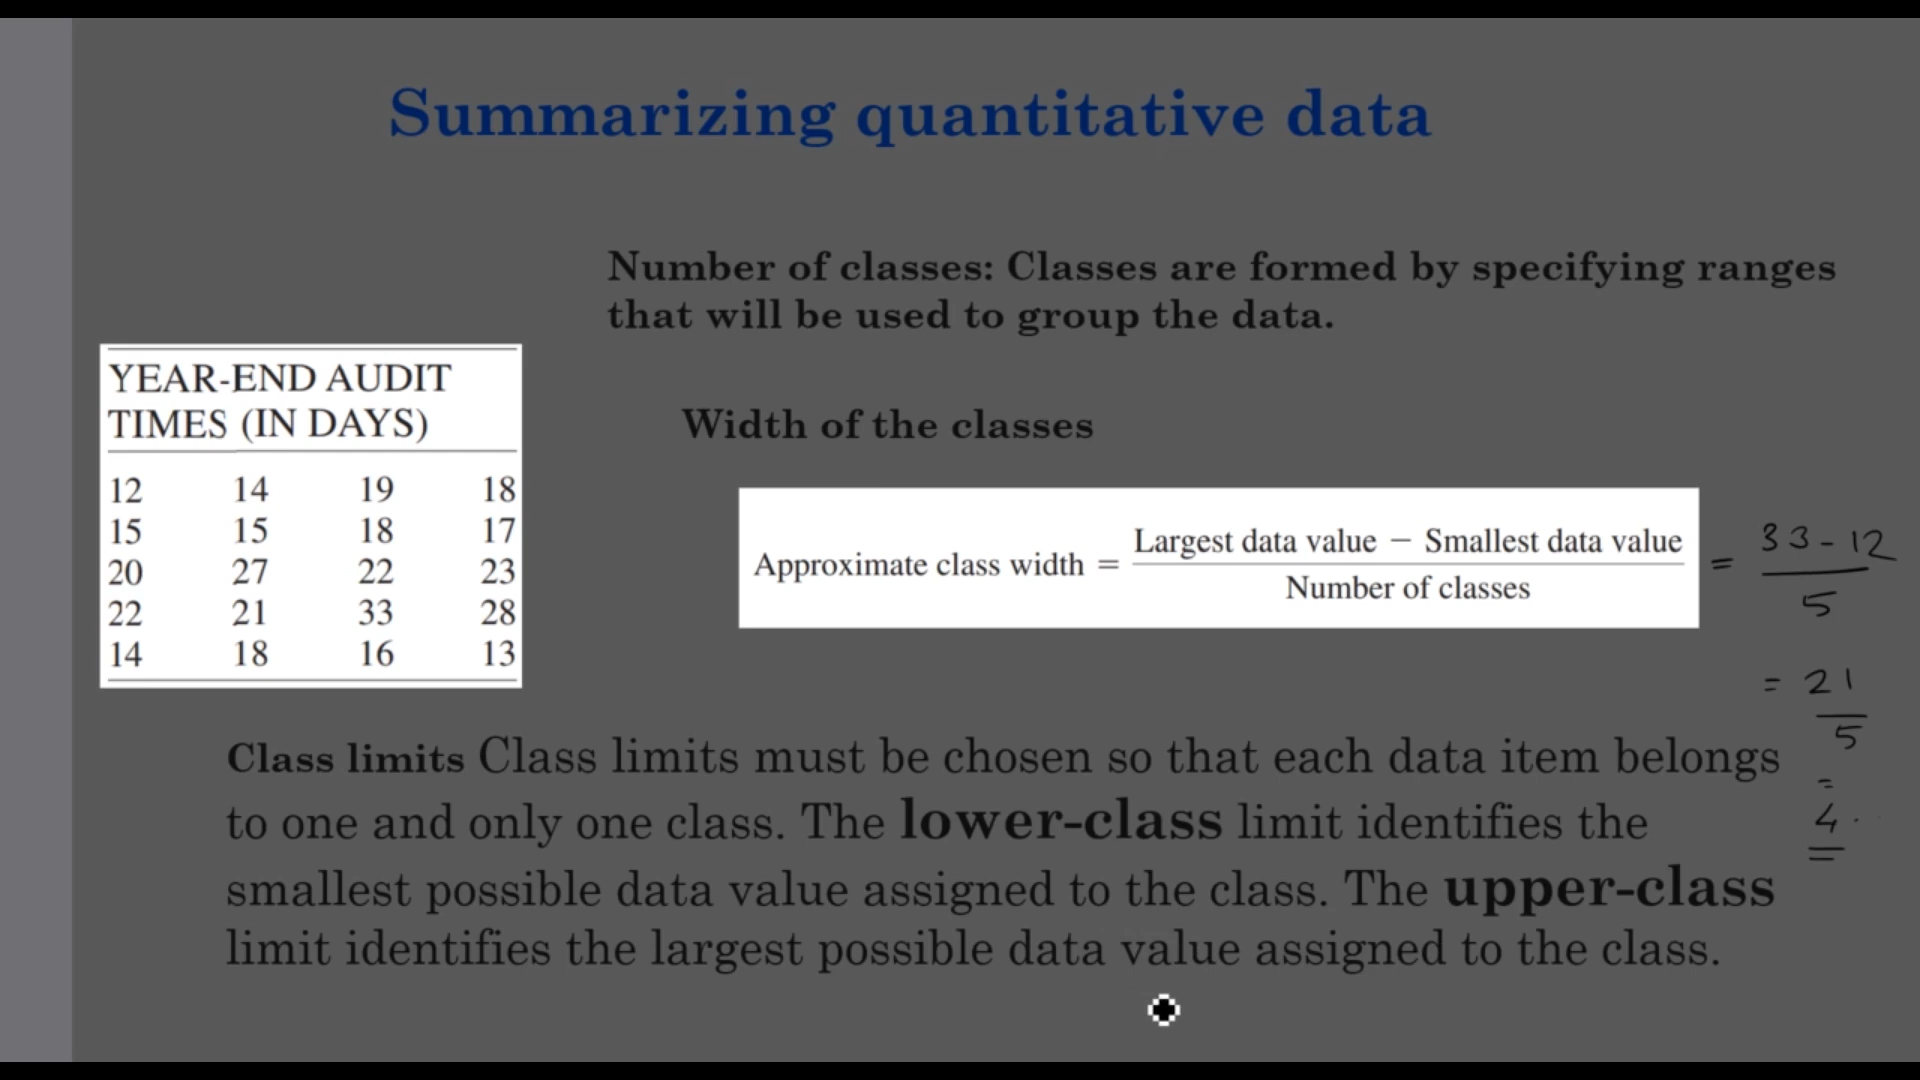 Summarizing quantitative data
Number of classes: Classes are formed by specifying ranges
that will be used to group the data.
YEAR-END AUDIT
TIMES (IN DAYS)
12 14 19 18
15 15 18 17
20 27 22 23
22 21 33 28
14 18 16 13
Width of the classes
Largest data value − Smallest data value
Approximate class width =
Number of classes
= 33-12
5
= 21
5
=
4.
Class limits Class limits must be chosen so that each data item belongs
to one and only one class. The lower-class limit identifies the
smallest possible data value assigned to the class. The upper-class
limit identifies the largest possible data value assigned to the class.